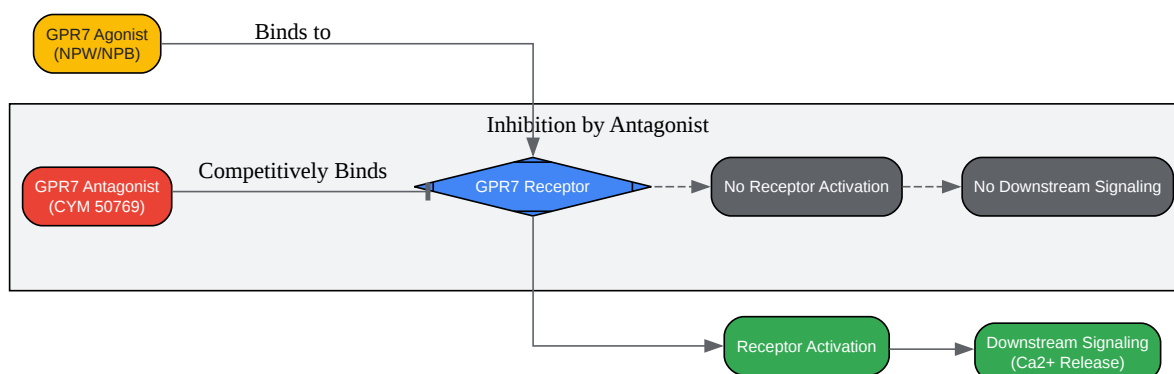 GPR7 Agonist
(NPW/NPB)
Binds to
Inhibition by Antagonist
GPR7 Antagonist
(CYM 50769)
Competitively Binds
GPR7 Receptor
No Receptor Activation
No Downstream Signaling
Receptor Activation
Downstream Signaling
(Ca2+ Release)